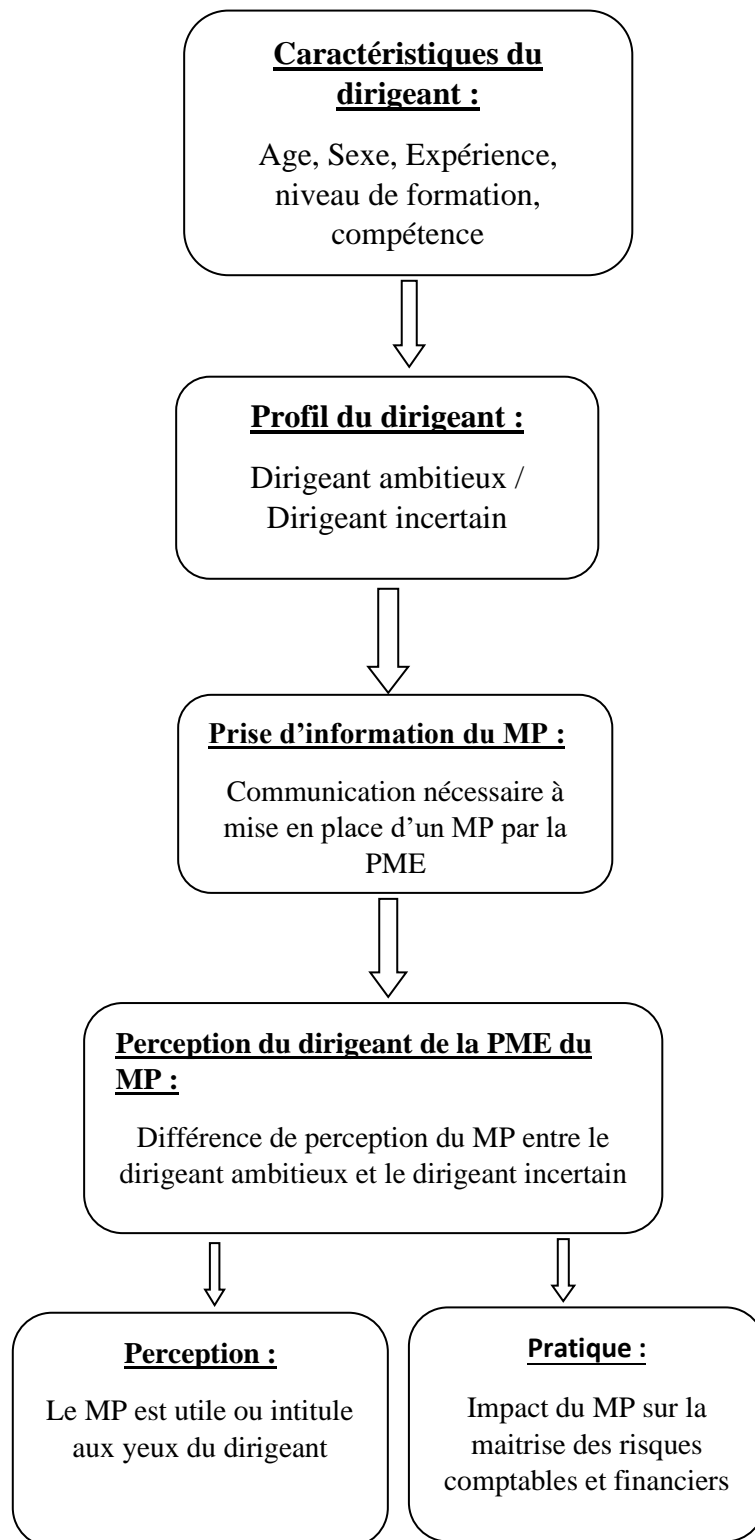 Caractéristiques du
dirigeant :
Age, Sexe, Expérience,
niveau de formation,
compétence
Profil du dirigeant :
Dirigeant ambitieux /
Dirigeant incertain
Prise d’information du MP :
Communication nécessaire à
mise en place d’un MP par la
PME
Perception du dirigeant de la PME du
MP :
Différence de perception du MP entre le
dirigeant ambitieux et le dirigeant incertain
Perception :
Le MP est utile ou intitule
aux yeux du dirigeant
Pratique :
Impact du MP sur la
maitrise des risques
comptables et financiers